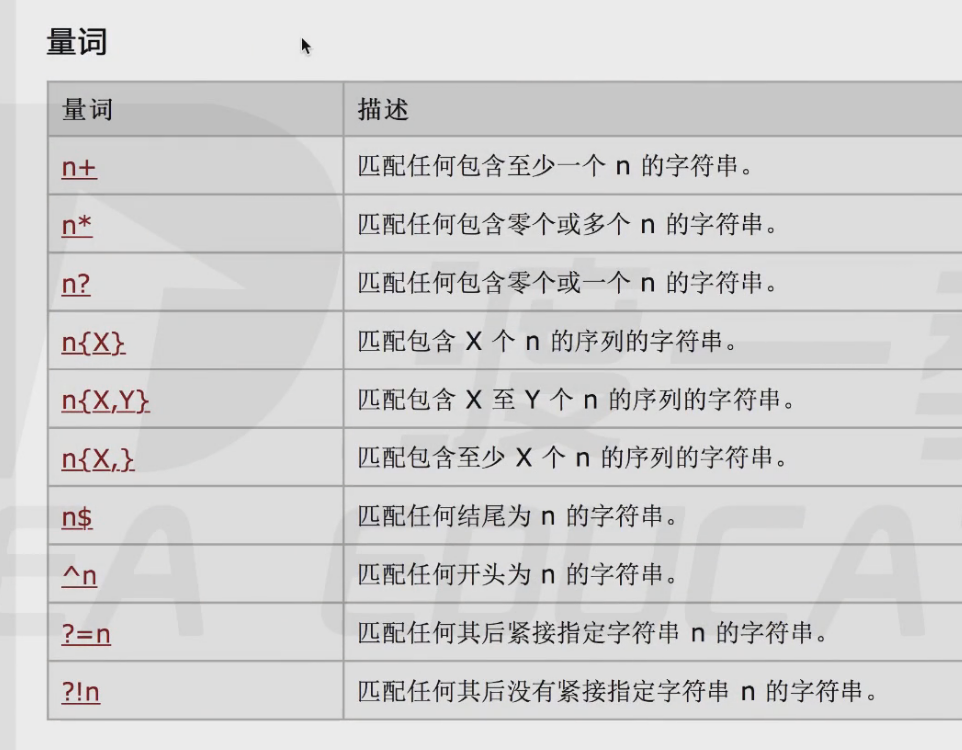 量词
量词 描述
n+ 匹配任何包含至少一个 n 的字符串。
n* 匹配任何包含零个或多个 n 的字符串。
n? 匹配任何包含零个或一个 n 的字符串。
n{X} 匹配包含 X 个 n 的序列的字符串。
n{X,Y} 匹配包含 X 至 Y 个 n 的序列的字符串。
n{X,} 匹配包含至少 X 个 n 的序列的字符串。
n$ 匹配任何结尾为 n 的字符串。
^n 匹配任何开头为 n 的字符串。
?=n 匹配任何其后紧接指定字符串 n 的字符串。
?!n 匹配任何其后没有紧接指定字符串 n 的字符串。